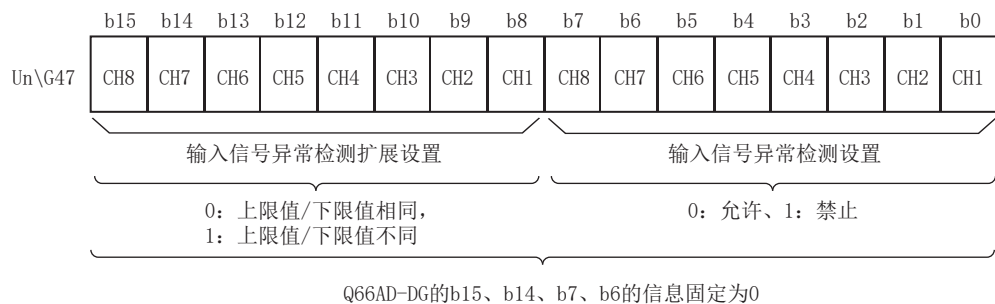 b15 b14 b13 b12 b11 b10 b9 b8 b7 b6 b5 b4 b3 b2 b1 b0
Un\G47 CH8 CH7 CH6 CH5 CH4 CH3 CH2 CH1 CH8 CH7 CH6 CH5 CH4 CH3 CH2 CH1
输入信号异常检测扩展设置 输入信号异常检测设置
0: 上限值/下限值相同, 0: 允许、1: 禁止
1: 上限值/下限值不同
Q66AD-DG的b15、b14、b7、b6的信息固定为0